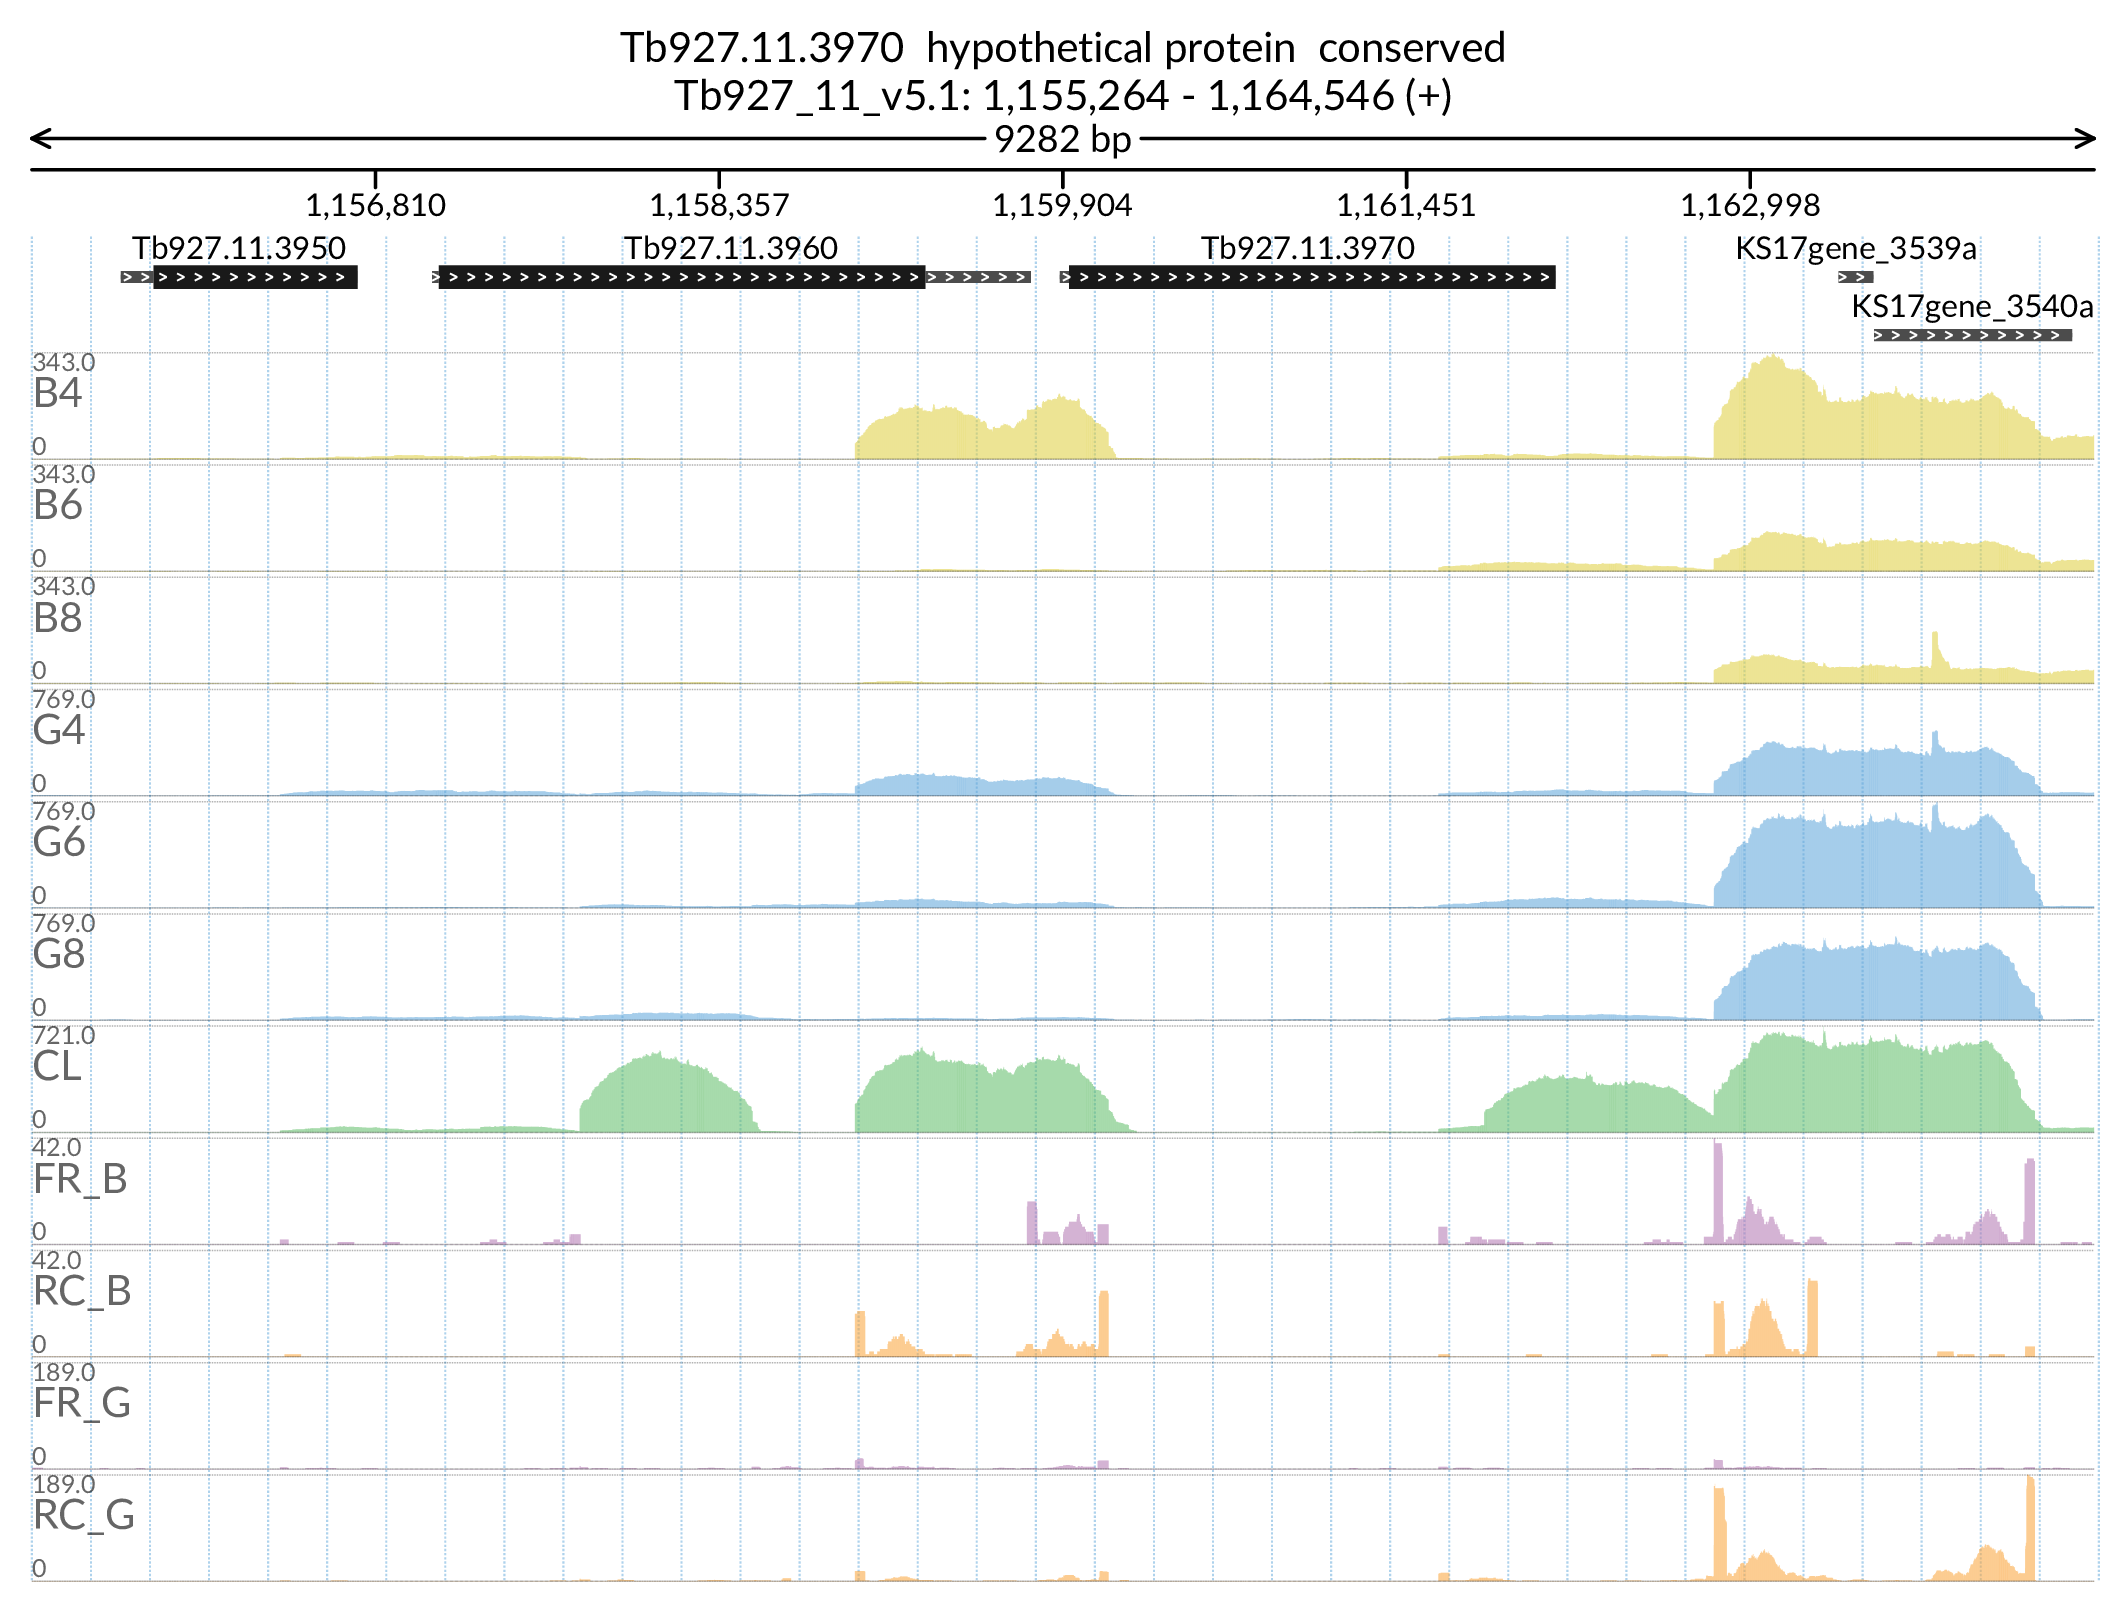 Tb927.11.3970  hypothetical protein  conserved
Tb927_11_v5.1: 1,155,264 - 1,164,546 (+)
9282 bp
1,156,810 1,158,357 1,159,904 1,161,451 1,162,998
Tb927.11.3950 Tb927.11.3960 Tb927.11.3970 KS17gene_3539a
KS17gene_3540a
343.0
B4
0
343.0
B6
0
343.0
B8
0
769.0
G4
0
769.0
G6
0
769.0
G8
0
721.0
CL
0
42.0
FR_B
0
42.0
RC_B
0
189.0
FR_G
0
189.0
RC_G
0